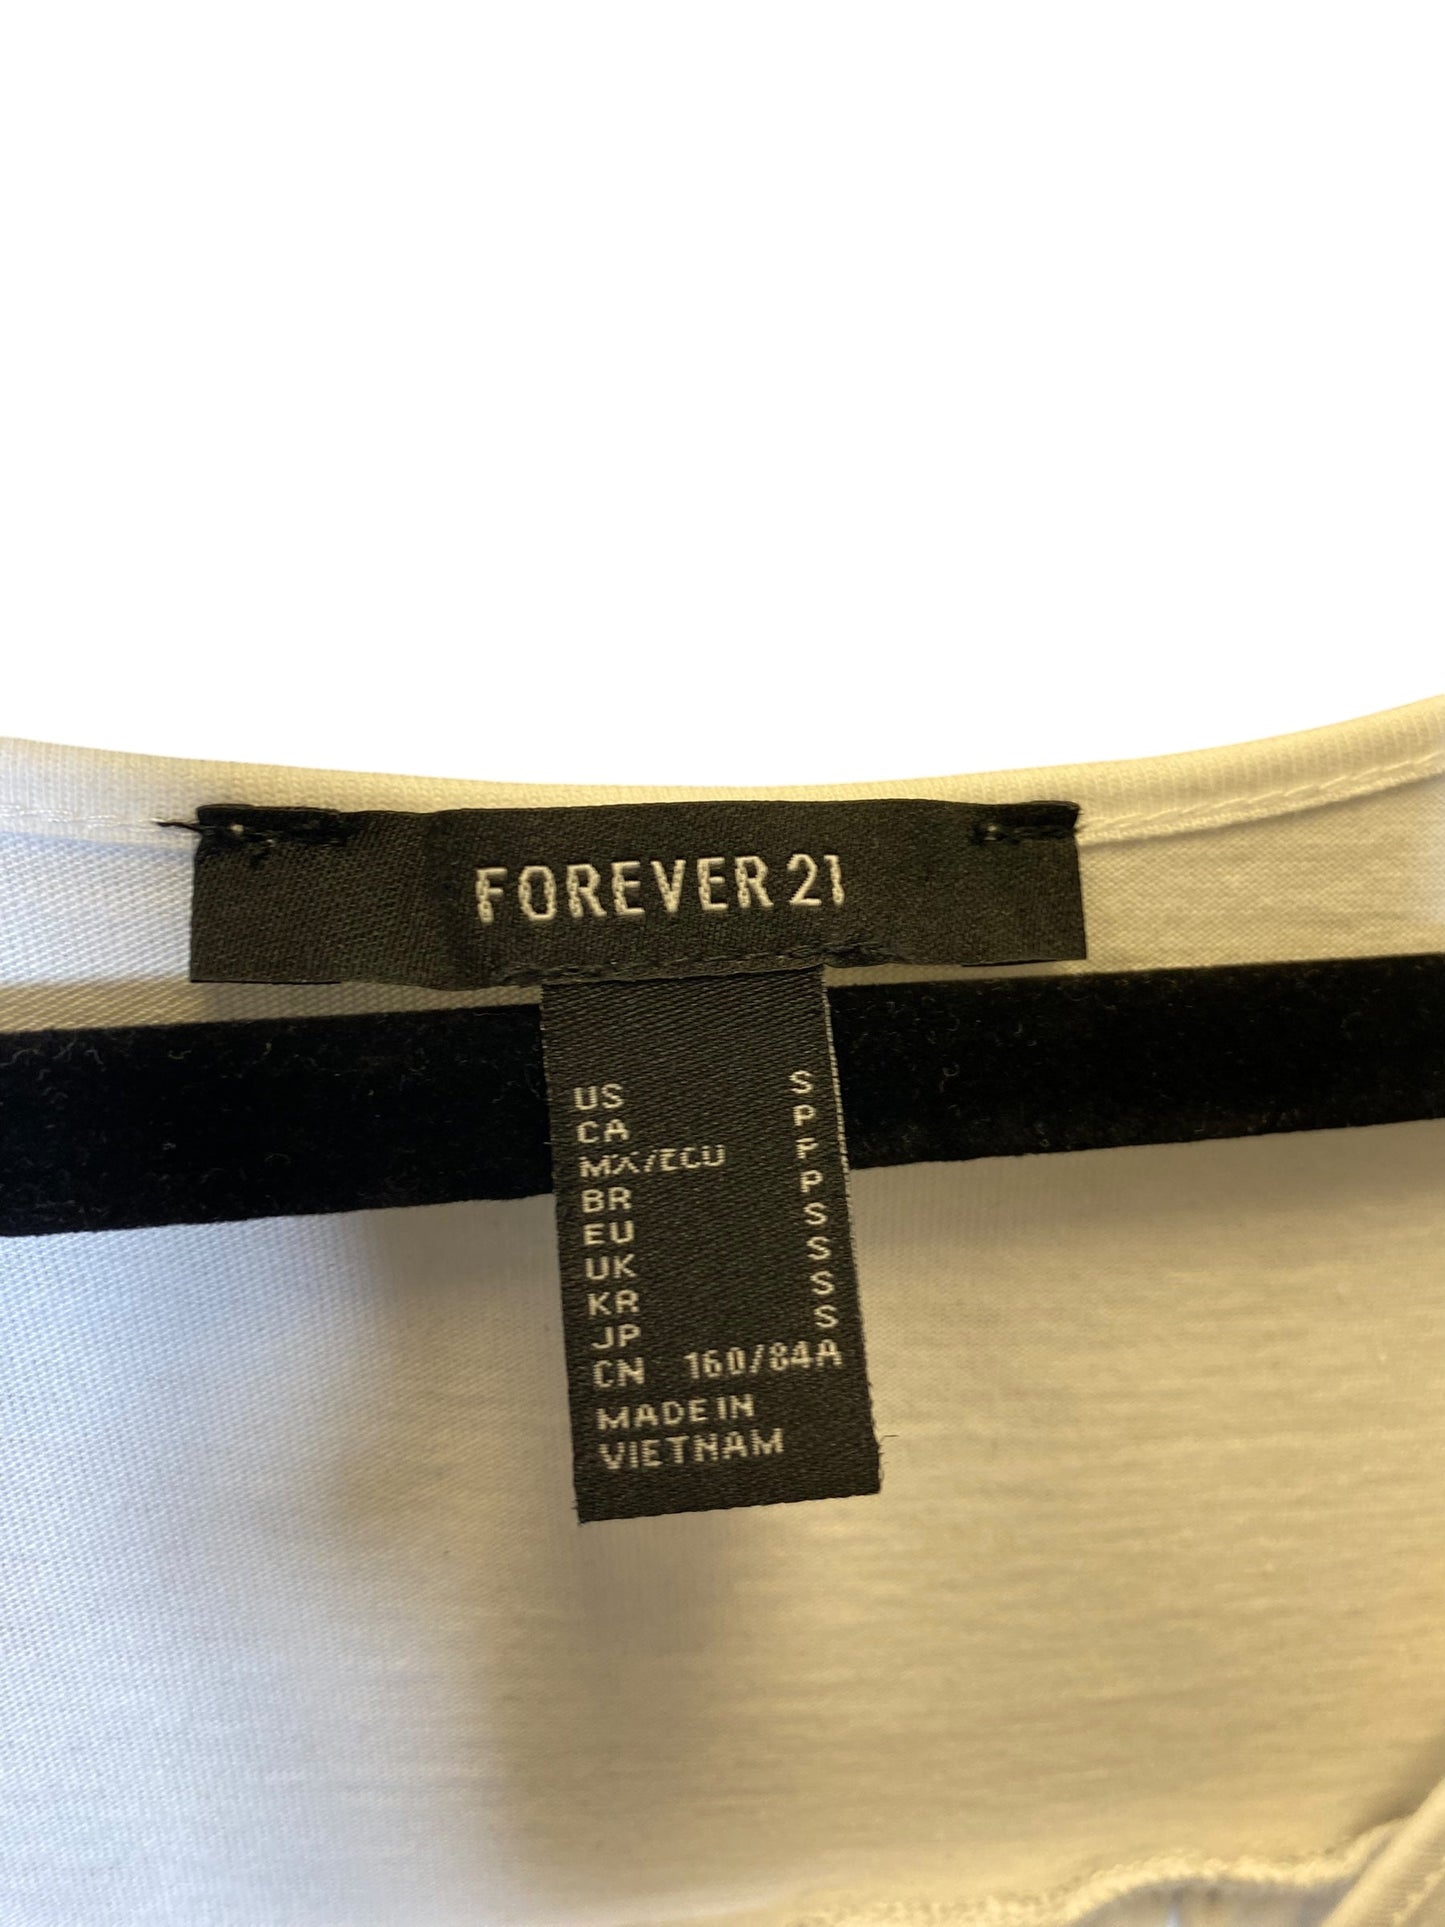 FOREVER 21
US S
CA P
MX/ECU P
BR P
EU S
UK S
KR S
JP S
CN 160/84A
MADE IN
VIETNAM